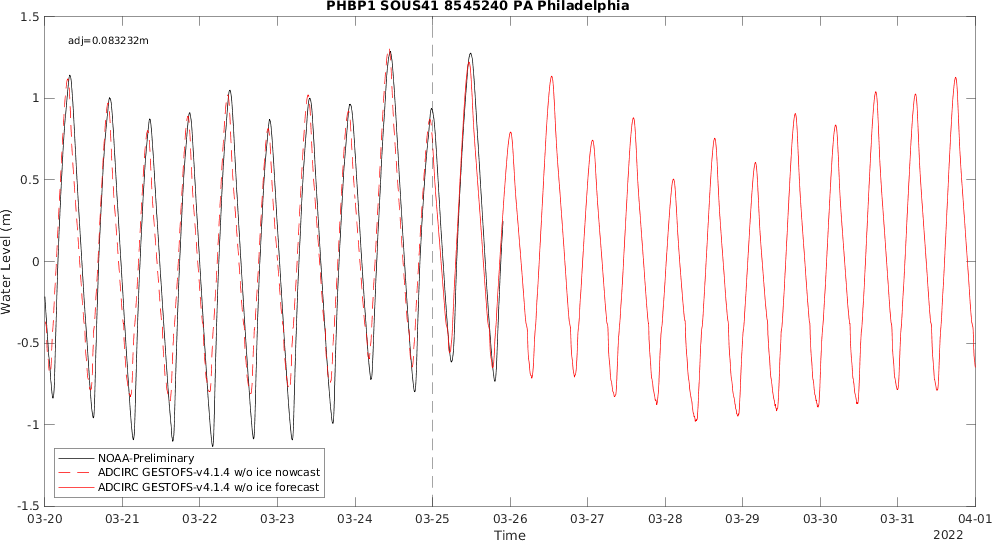 PHBP1 SOUS41 8545240 PA Philadelphia
adj=0.083232m
1.5
1
0.5
0
-0.5
-1
-1.5
Water Level (m)
NOAA-Preliminary
ADCIRC GESTOFS-v4.1.4 w/o ice nowcast
ADCIRC GESTOFS-v4.1.4 w/o ice forecast
03-20 03-21 03-22 03-23 03-24 03-25 03-26 03-27 03-28 03-29 03-30 03-31 04-01
Time
2022